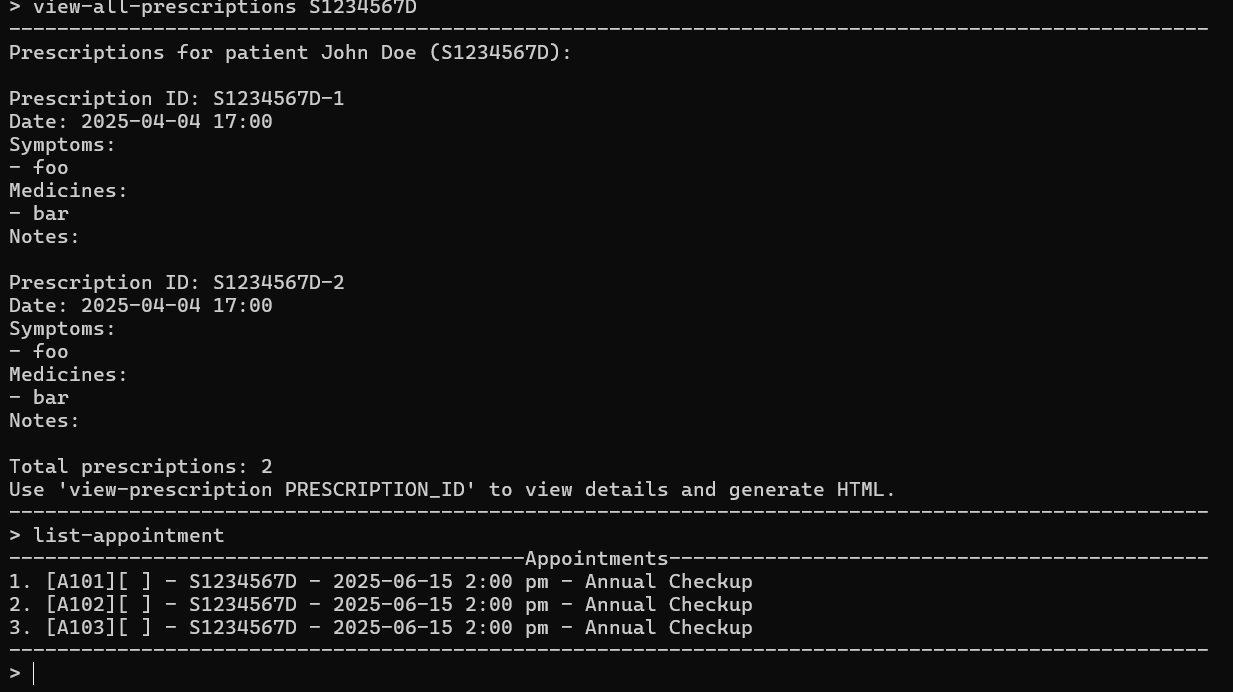 > view-all-prescriptions S1234567D
----------------------------------------------------------------------------------------------------
Prescriptions for patient John Doe (S1234567D):

Prescription ID: S1234567D-1
Date: 2025-04-04 17:00
Symptoms:
- foo
Medicines:
- bar
Notes:

Prescription ID: S1234567D-2
Date: 2025-04-04 17:00
Symptoms:
- foo
Medicines:
- bar
Notes:

Total prescriptions: 2
Use 'view-prescription PRESCRIPTION_ID' to view details and generate HTML.
----------------------------------------------------------------------------------------------------
> list-appointment
-------------------------------------------Appointments---------------------------------------------
1. [A101][ ] - S1234567D - 2025-06-15 2:00 pm - Annual Checkup
2. [A102][ ] - S1234567D - 2025-06-15 2:00 pm - Annual Checkup
3. [A103][ ] - S1234567D - 2025-06-15 2:00 pm - Annual Checkup
----------------------------------------------------------------------------------------------------
>